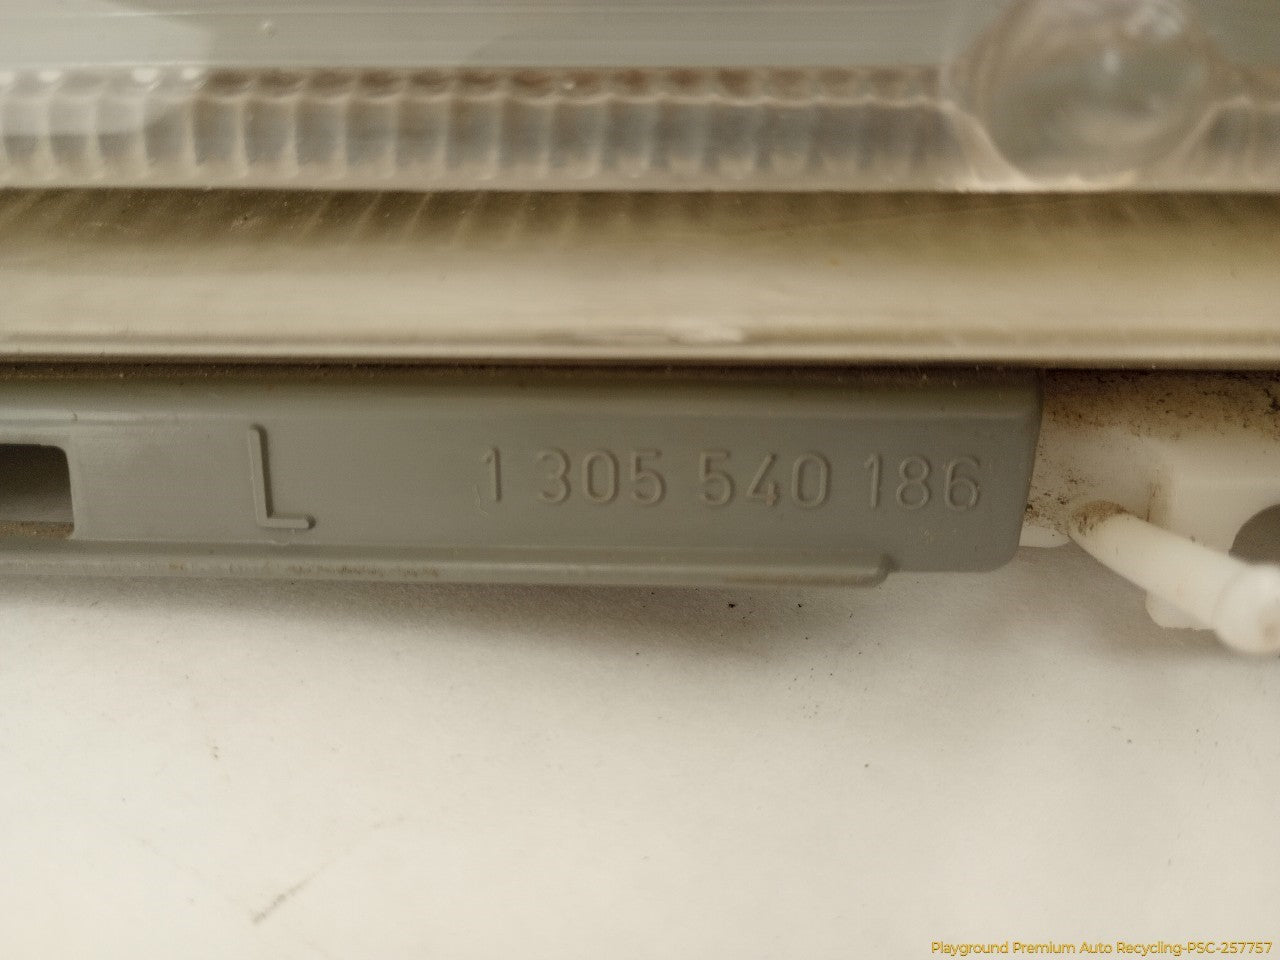 L 1 305 540 186
Playground Premium Auto Recycling-PSC-257757